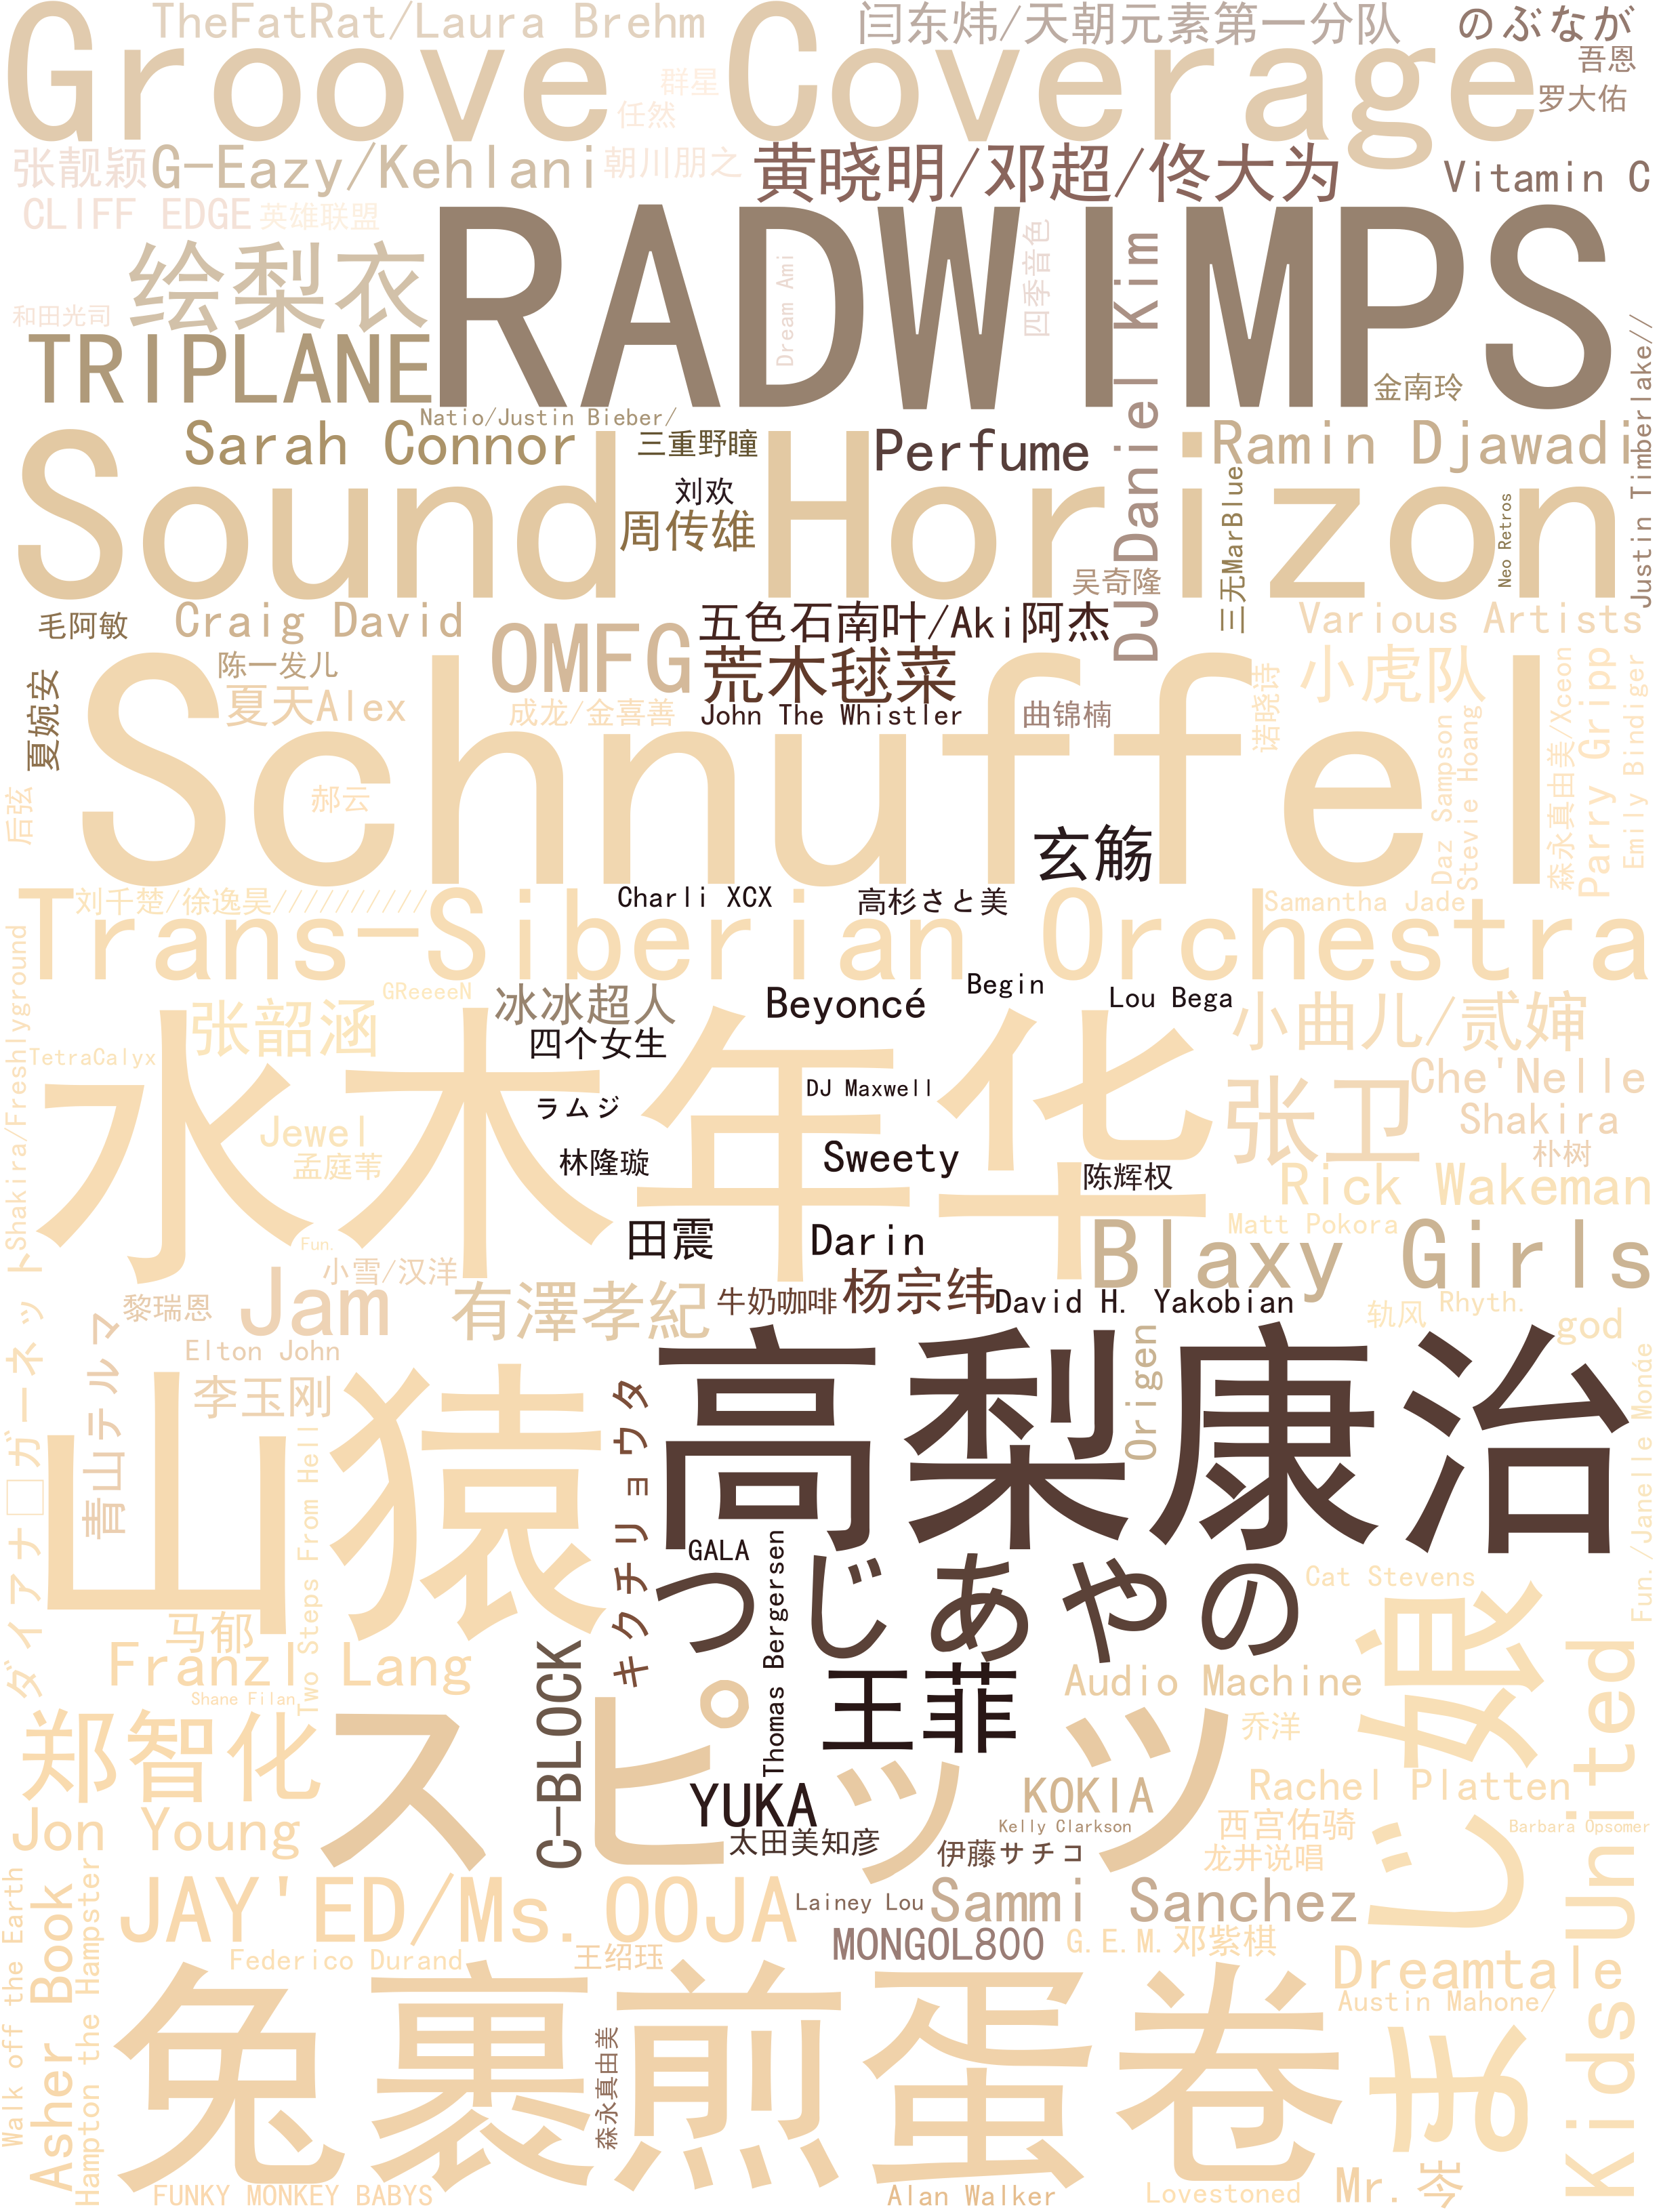 TheFatRat/Laura Brehm
闫东炜/天朝元素第一分队
のぶなが
Groove Coverage
吾恩
群星
任然
罗大佑
张靓颖
G-Eazy/Kehlani
朝川朋之
黄晓明/邓超/佟大为
Vitamin C
CLIFF EDGE
英雄联盟
RADWIMPS
绘梨衣
Dream Ami
四季音色
DJ Daniel Kim
和田光司
TRIPLANE
金南玲
Justin Timberlake//
Natio/Justin Bieber/
Sarah Connor
三重野瞳
Perfume
Ramin Djawadi
Sound Horizon
刘欢
周传雄
三无MarBlue
Neo Retros
吴奇隆
毛阿敏
Craig David
OMFG
五色石南叶/Aki阿杰
Various Artists
陈一发儿
荒木毬菜
小虎队
夏婉安
夏天Alex
成龙/金喜善
John The Whistler
曲锦楠
诺晓诗
Schnuffel
Daz Sampson
Stevie Hoang
森永真由美/Xceon
Parry Gripp
Emily Bindiger
后弦
郝云
玄觞
刘千楚/徐逸昊//////////
Charli XCX
高杉さと美
Samantha Jade
Trans-Siberian Orchestra
Shakira/Freshlyground
GReeeeN
张韶涵
冰冰超人
Beyoncé
Begin
Lou Bega
小曲儿/贰婶
四个女生
TetraCalyx
水木年华
DJ Maxwell
张卫
Che'Nelle
ラムジ
Jewel
Shakira
孟庭苇
林隆璇
Sweety
陈辉权
朴树
Rick Wakeman
Fun.
田震
Darin
Matt Pokora
Blaxy Girls
小雪/汉洋
黎瑞恩
Jam
有澤孝紀
牛奶咖啡
杨宗纬
David H. Yakobian
轨风
Rhyth.
god
ダイアナ□ガーネット
青山テルマ
Elton John
李玉刚
高梨康治
Origen
Fun./Janelle Monáe
山猿
Two Steps From Hell
キクチリョウタ
GALA
つじあやの
Thomas Bergersen
Cat Stevens
马郁
Franzl Lang
C-BLOCK
王菲
Audio Machine
まじ娘
Kids United
Shane Filan
郑智化
スピッツ
乔洋
YUKA
KOKIA
Rachel Platten
Jon Young
太田美知彦
Kelly Clarkson
伊藤サチコ
西宫佑骑
Barbara Opsomer
龙井说唱
Walk off the Earth
Asher Book
Hampton the Hampster
JAY'ED/Ms.OOJA
Lainey Lou
Sammi Sanchez
MONGOL800
G.E.M.邓紫棋
Federico Durand
王绍珏
Dreamtale
Austin Mahone/
兔裹煎蛋卷
森永真由美
FUNKY MONKEY BABYS
Alan Walker
Lovestoned
Mr.岑